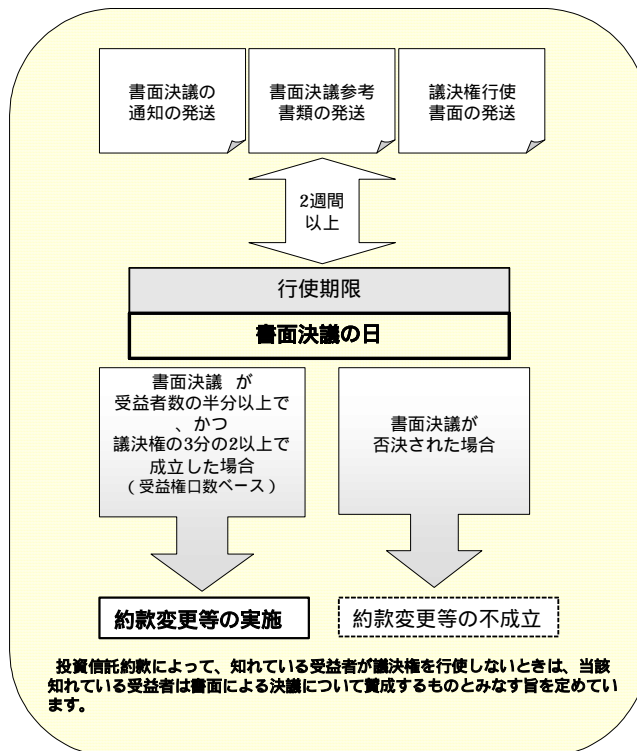 書面決議の
通知の発送
書面決議参考
書類の発送
議決権行使
書面の発送
2週間
以上
行使期限
書面決議の日
書面決議 が
受益者数の半分以上で
、かつ
議決権の3分の2以上で
成立した場合
(受益権口数ベース)
書面決議が
否決された場合
約款変更等の実施
約款変更等の不成立
投資信託約款によって、知れている受益者が議決権を行使しないときは、当該
知れている受益者は書面による決議について賛成するものとみなす旨を定めてい
ます。